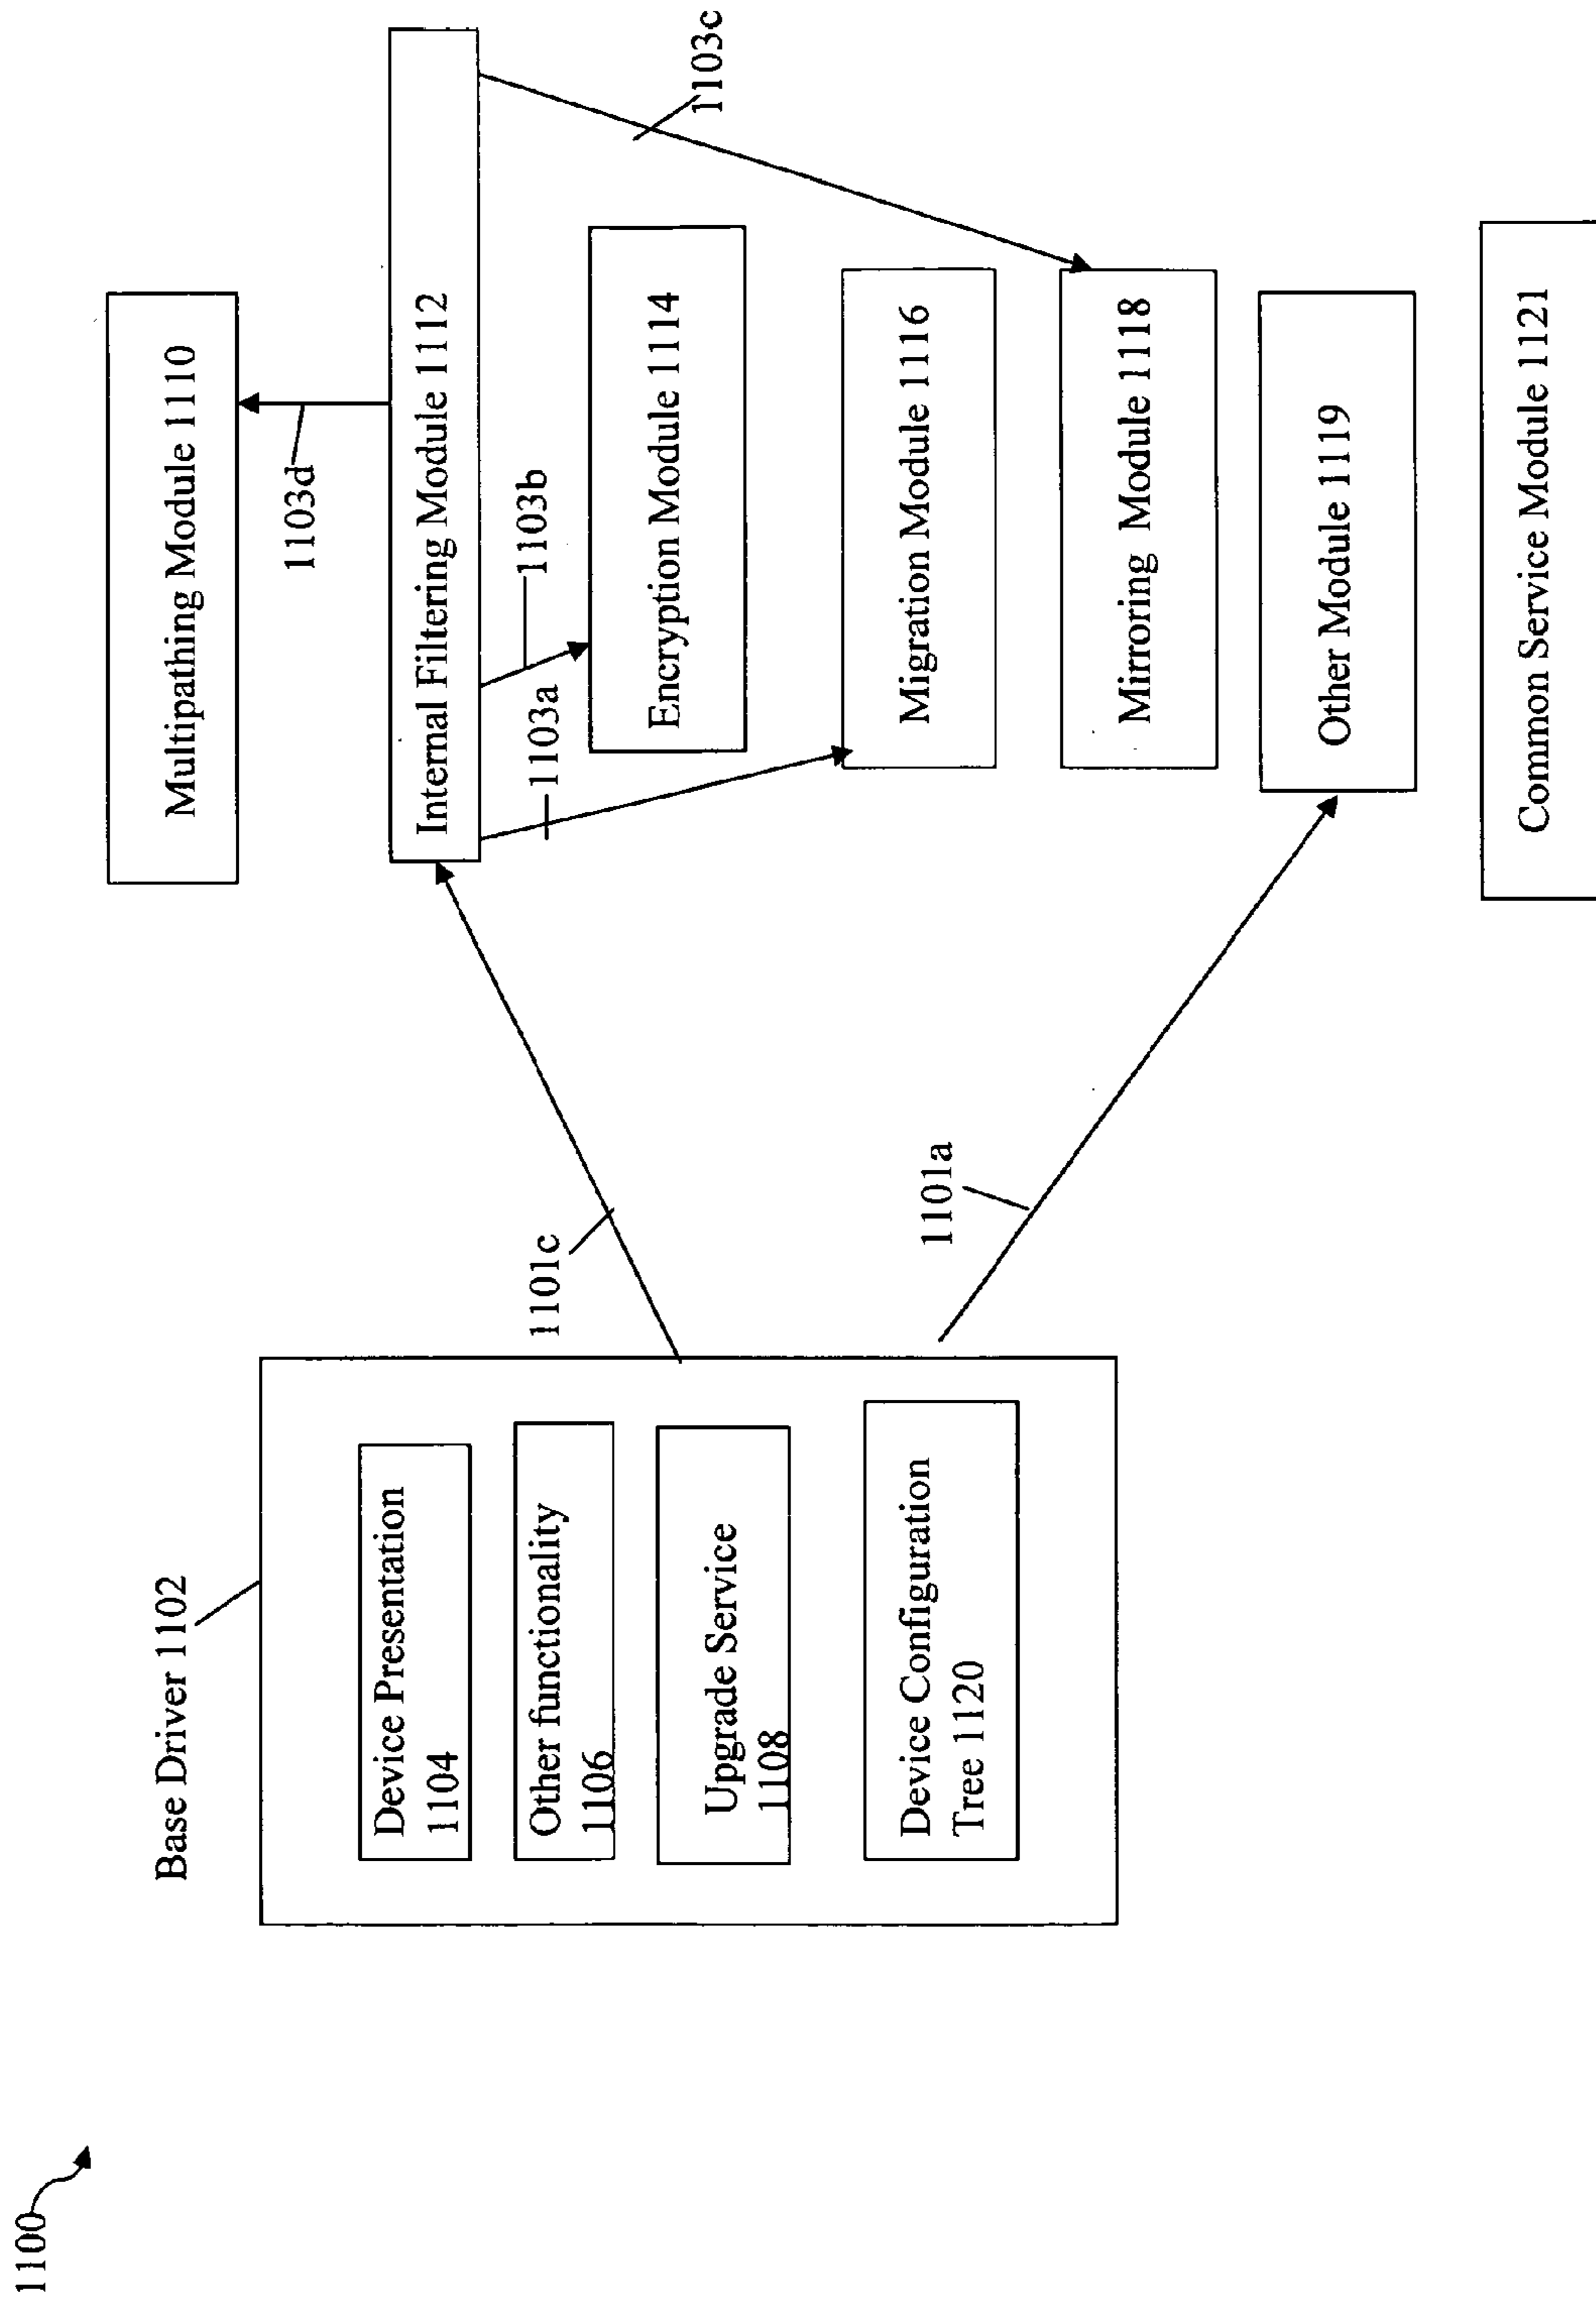 1100
Base Driver 1102
Device Presentation
1104
Other functionality
1106
Upgrade Service
1108
Device Configuration
Tree 1120
1101c
1101a
Multipathing Module 1110
1103d
Internal Filtering Module 1112
1103a
1103b
1103c
Encryption Module 1114
Migration Module 1116
Mirroring Module 1118
Other Module 1119
Common Service Module 1121